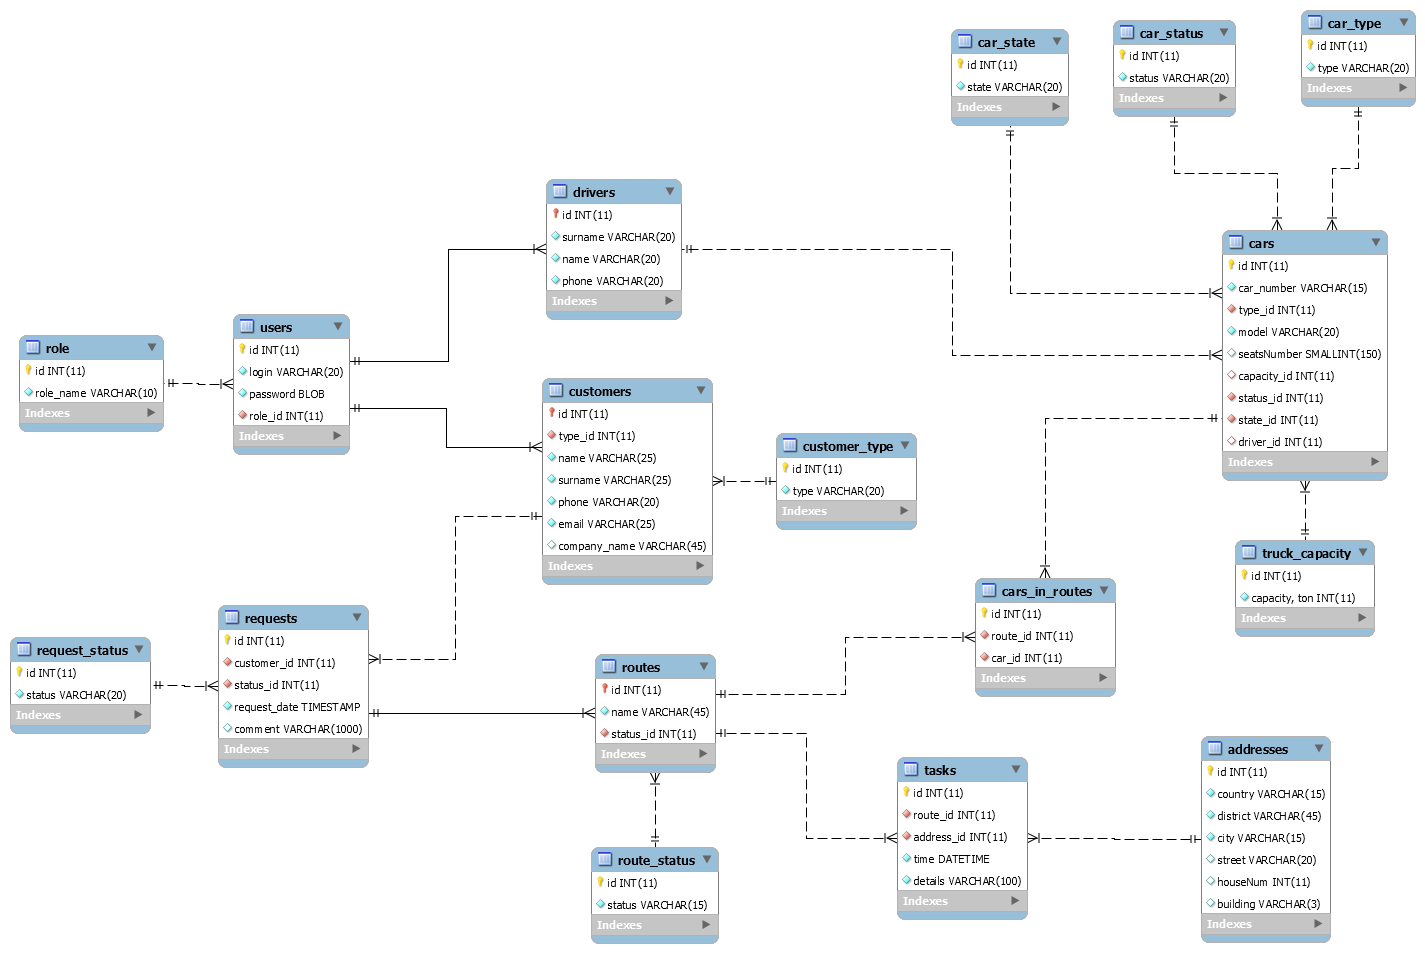 car_state
id INT(11)
state VARCHAR(20)
Indexes
car_status
id INT(11)
status VARCHAR(20)
Indexes
car_type
id INT(11)
type VARCHAR(20)
Indexes
drivers
id INT(11)
surname VARCHAR(20)
name VARCHAR(20)
phone VARCHAR(20)
Indexes
cars
id INT(11)
car_number VARCHAR(15)
type_id INT(11)
model VARCHAR(20)
seatsNumber SMALLINT(150)
capacity_id INT(11)
status_id INT(11)
state_id INT(11)
driver_id INT(11)
Indexes
role
id INT(11)
role_name VARCHAR(10)
Indexes
users
id INT(11)
login VARCHAR(20)
password BLOB
role_id INT(11)
Indexes
customers
id INT(11)
type_id INT(11)
name VARCHAR(25)
surname VARCHAR(25)
phone VARCHAR(20)
email VARCHAR(25)
company_name VARCHAR(45)
Indexes
customer_type
id INT(11)
type VARCHAR(20)
Indexes
truck_capacity
id INT(11)
capacity, ton INT(11)
Indexes
cars_in_routes
id INT(11)
route_id INT(11)
car_id INT(11)
Indexes
request_status
id INT(11)
status VARCHAR(20)
Indexes
requests
id INT(11)
customer_id INT(11)
status_id INT(11)
request_date TIMESTAMP
comment VARCHAR(1000)
Indexes
routes
id INT(11)
name VARCHAR(45)
status_id INT(11)
Indexes
route_status
id INT(11)
status VARCHAR(15)
Indexes
tasks
id INT(11)
route_id INT(11)
address_id INT(11)
time DATETIME
details VARCHAR(100)
Indexes
addresses
id INT(11)
country VARCHAR(15)
district VARCHAR(45)
city VARCHAR(15)
street VARCHAR(20)
houseNum INT(11)
building VARCHAR(3)
Indexes